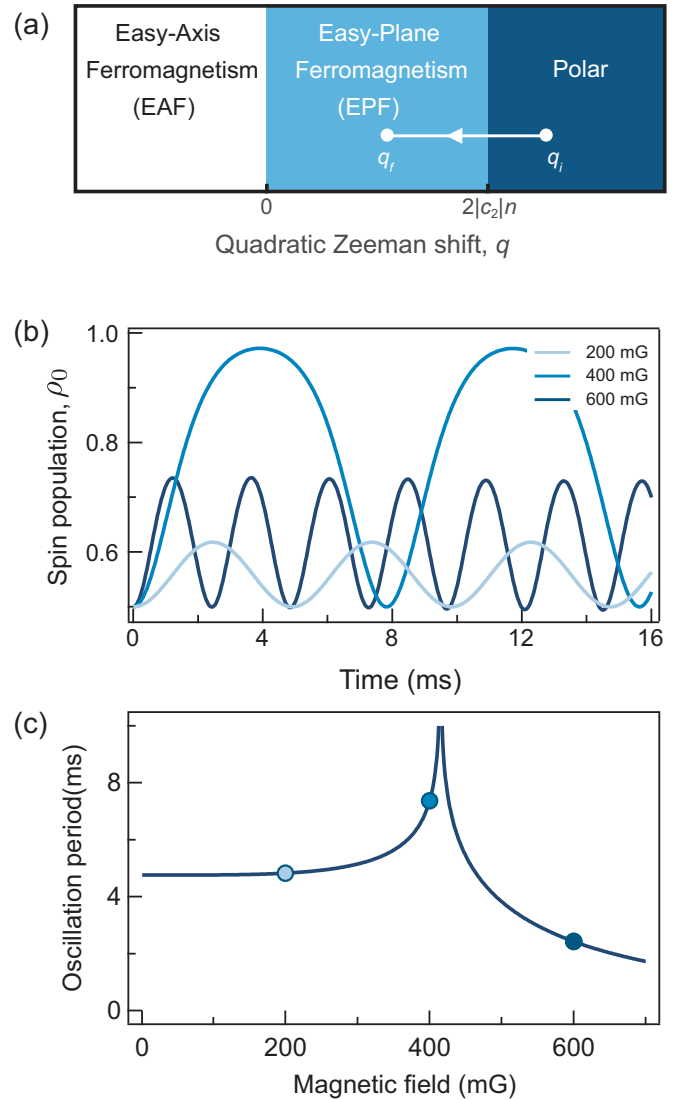 (a)
Easy-Axis
Ferromagnetism
(EAF)
Easy-Plane
Ferromagnetism
(EPF)
Polar
q_f
q_i
0
2|c₂|n
Quadratic Zeeman shift, q
(b)
1.0
0.8
0.6
Spin population, ρ0
200 mG
400 mG
600 mG
0
4
8
12
16
Time (ms)
(c)
8
4
0
Oscillation period(ms)
0
200
400
600
Magnetic field (mG)